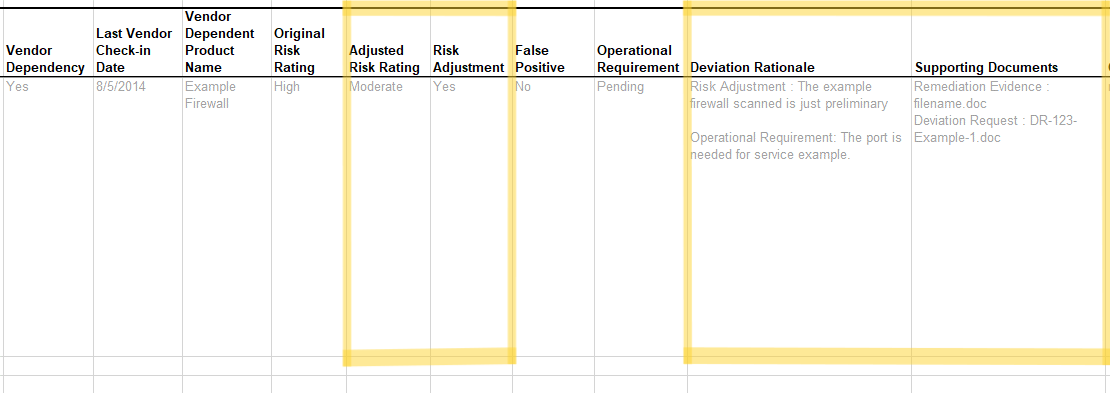 Vendor Dependency
Last Vendor Check-in Date
Vendor Dependent Product Name
Original Risk Rating
Adjusted Risk Rating
Risk Adjustment
False Positive
Operational Requirement
Deviation Rationale
Supporting Documents
Yes
8/5/2014
Example
Firewall
High
Moderate
Yes
No
Pending
Risk Adjustment : The example
firewall scanned is just preliminary
Operational Requirement: The port is
needed for service example.
Remediation Evidence :
filename.doc
Deviation Request : DR-123-
Example-1.doc